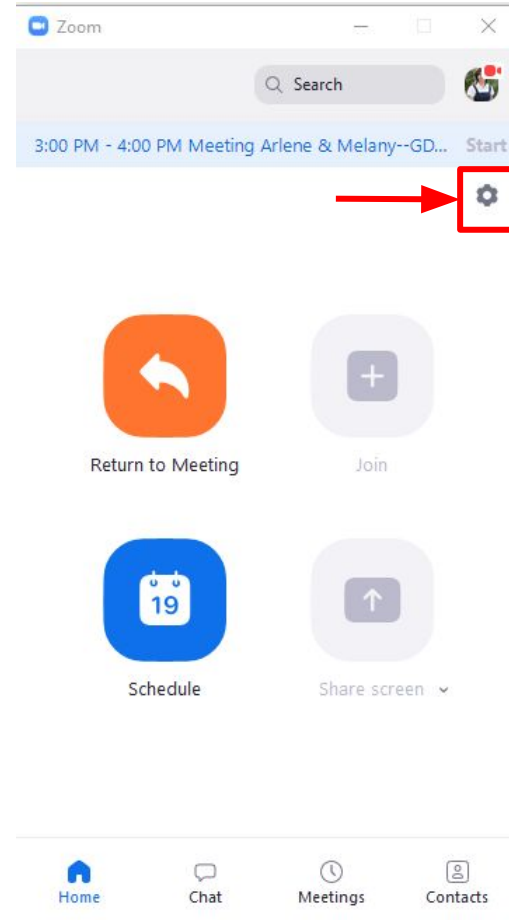 Zoom
Search
3:00 PM - 4:00 PM Meeting Arlene & Melany--GD... Start
Return to Meeting
Join
19
Schedule
Share screen
Home
Chat
Meetings
Contacts